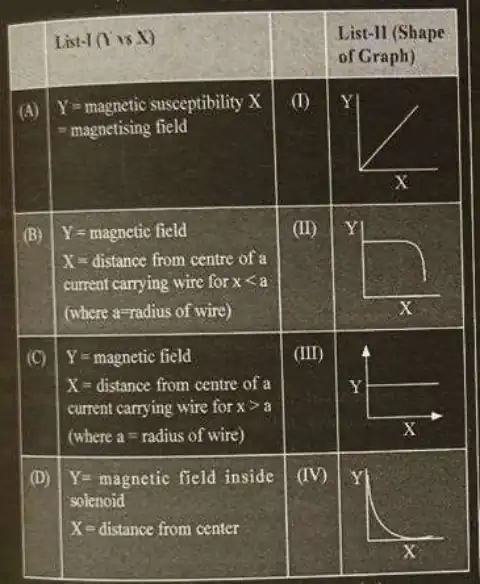 List-I (Y vs X)
List-II (Shape
of Graph)
(A)
Y = magnetic susceptibility X
= magnetising field
(I)
Y
X
(B)
Y = magnetic field
X = distance from centre of a
current carrying wire for x < a
(where a=radius of wire)
(II)
Y
X
(C)
Y = magnetic field
X = distance from centre of a
current carrying wire for x > a
(where a = radius of wire)
(III)
Y
X
(D)
Y= magnetic field inside
solenoid
X = distance from center
(IV)
Y
X